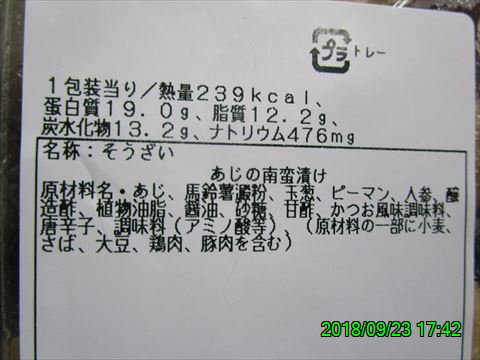 プラ トレー
1包装当り／熱量239kcal、
蛋白質19.0g、脂質12.2g、
炭水化物13.2g、ナトリウム476mg
名称：そうざい
あじの南蛮漬け
原材料名・あじ、馬鈴薯澱粉、玉葱、ピーマン、人参、醸
造酢、植物油脂、醤油、砂糖、甘酢、かつお風味調味料、
唐辛子、調味料（アミノ酸等）、（原材料の一部に小麦、
さば、大豆、鶏肉、豚肉を含む）
2018/09/23 17:42